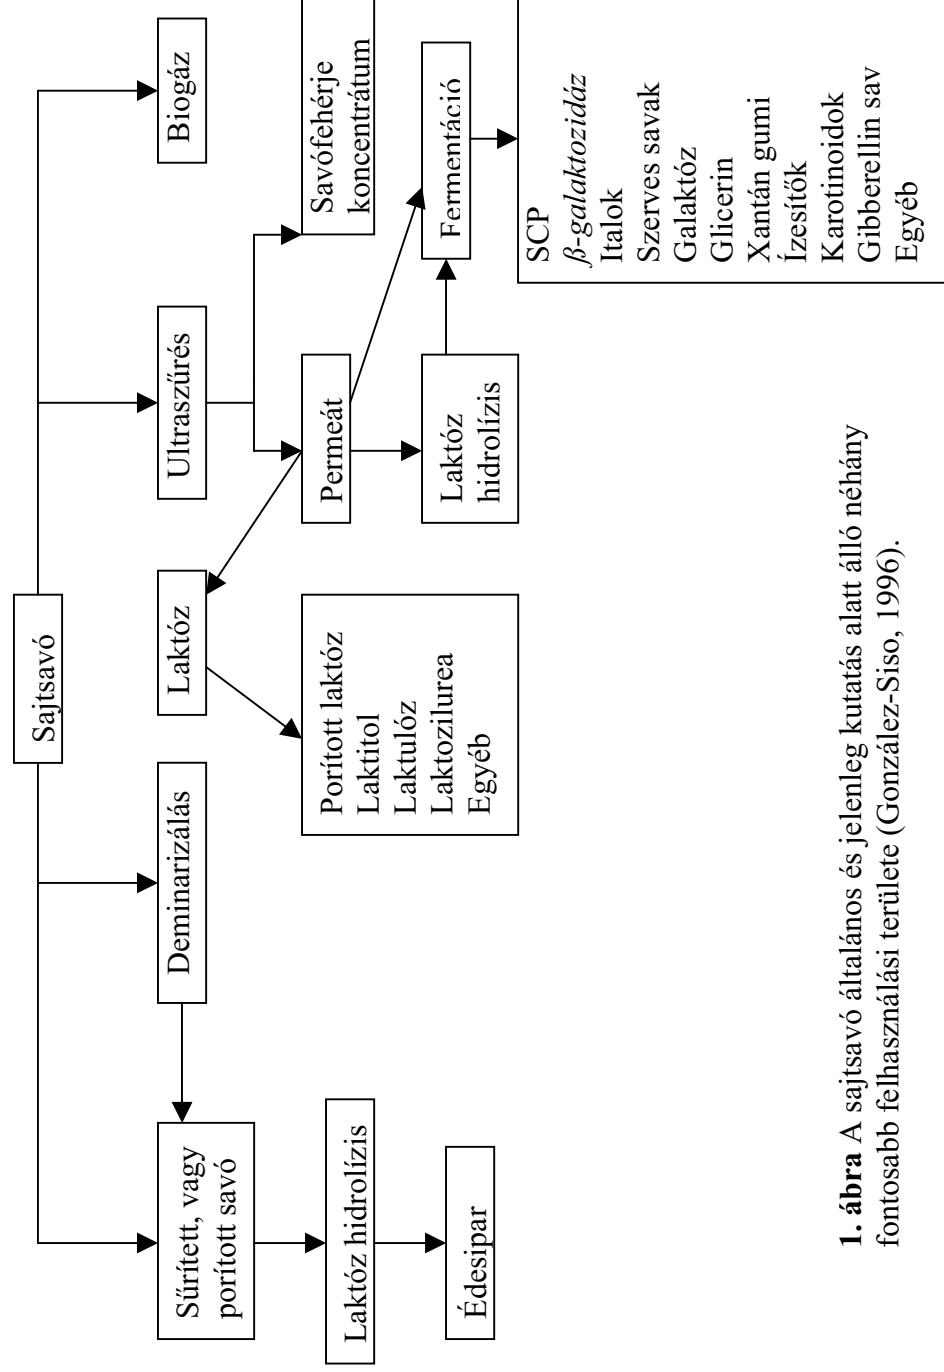 Sajtsavó
Sűrített, vagy
porított savó
Deminarizálás
Laktóz
Ultraszűrés
Biogáz
Laktóz hidrolízis
Édesipar
Porított laktóz
Laktitol
Laktulóz
Laktozilurea
Egyéb
Permeát
Savófehérje
koncentrátum
Laktóz
hidrolízis
Fermentáció
SCP
β-galaktozidáz
Italok
Szerves savak
Galaktóz
Glicerin
Xantán gumi
Ízesítők
Karotinoidok
Gibberellin sav
Egyéb
1. ábra A sajtsavó általános és jelenleg kutatás alatt álló néhány
fontosabb felhasználási területe (González-Siso, 1996).